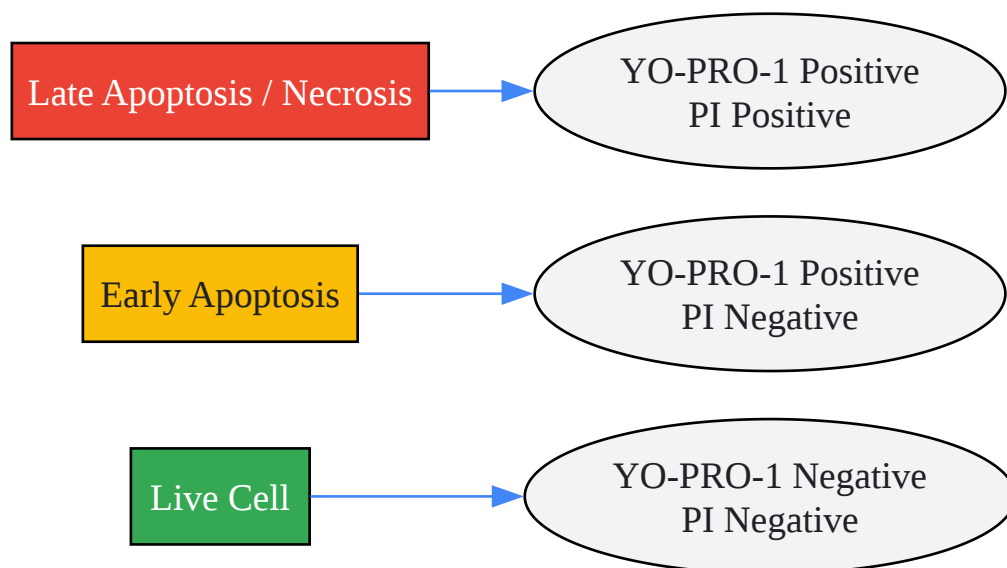 Late Apoptosis / Necrosis
YO-PRO-1 Positive
PI Positive
Early Apoptosis
YO-PRO-1 Positive
PI Negative
Live Cell
YO-PRO-1 Negative
PI Negative